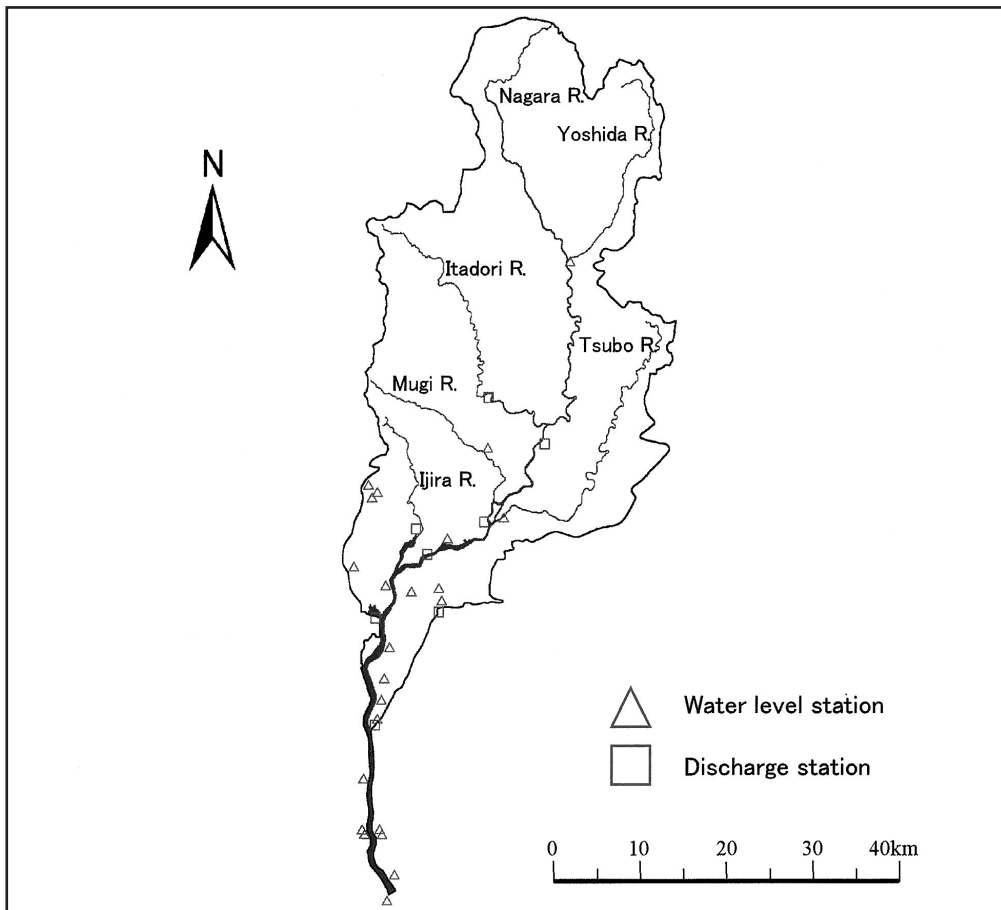 Nagara R.
Yoshida R.
N
Itadori R.
Tsubo R.
Mugi R.
Ijira R.
Water level station
Discharge station
0 10 20 30 40km